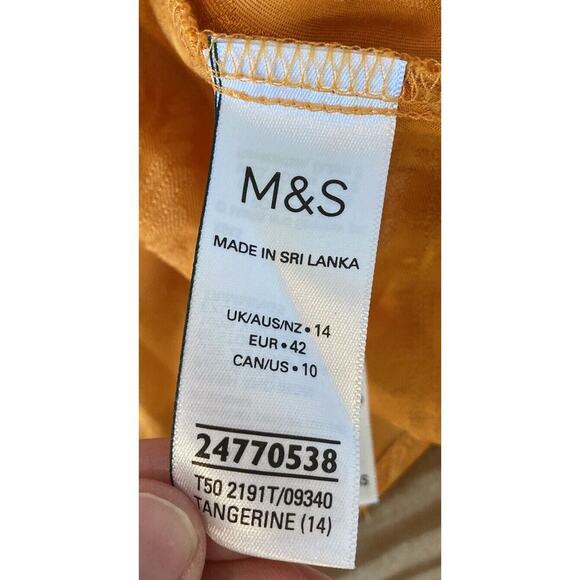 M&S
MADE IN SRI LANKA
UK/AUS/NZ • 14
EUR • 42
CAN/US • 10
24770538
T50 2191T/09340
TANGERINE (14)